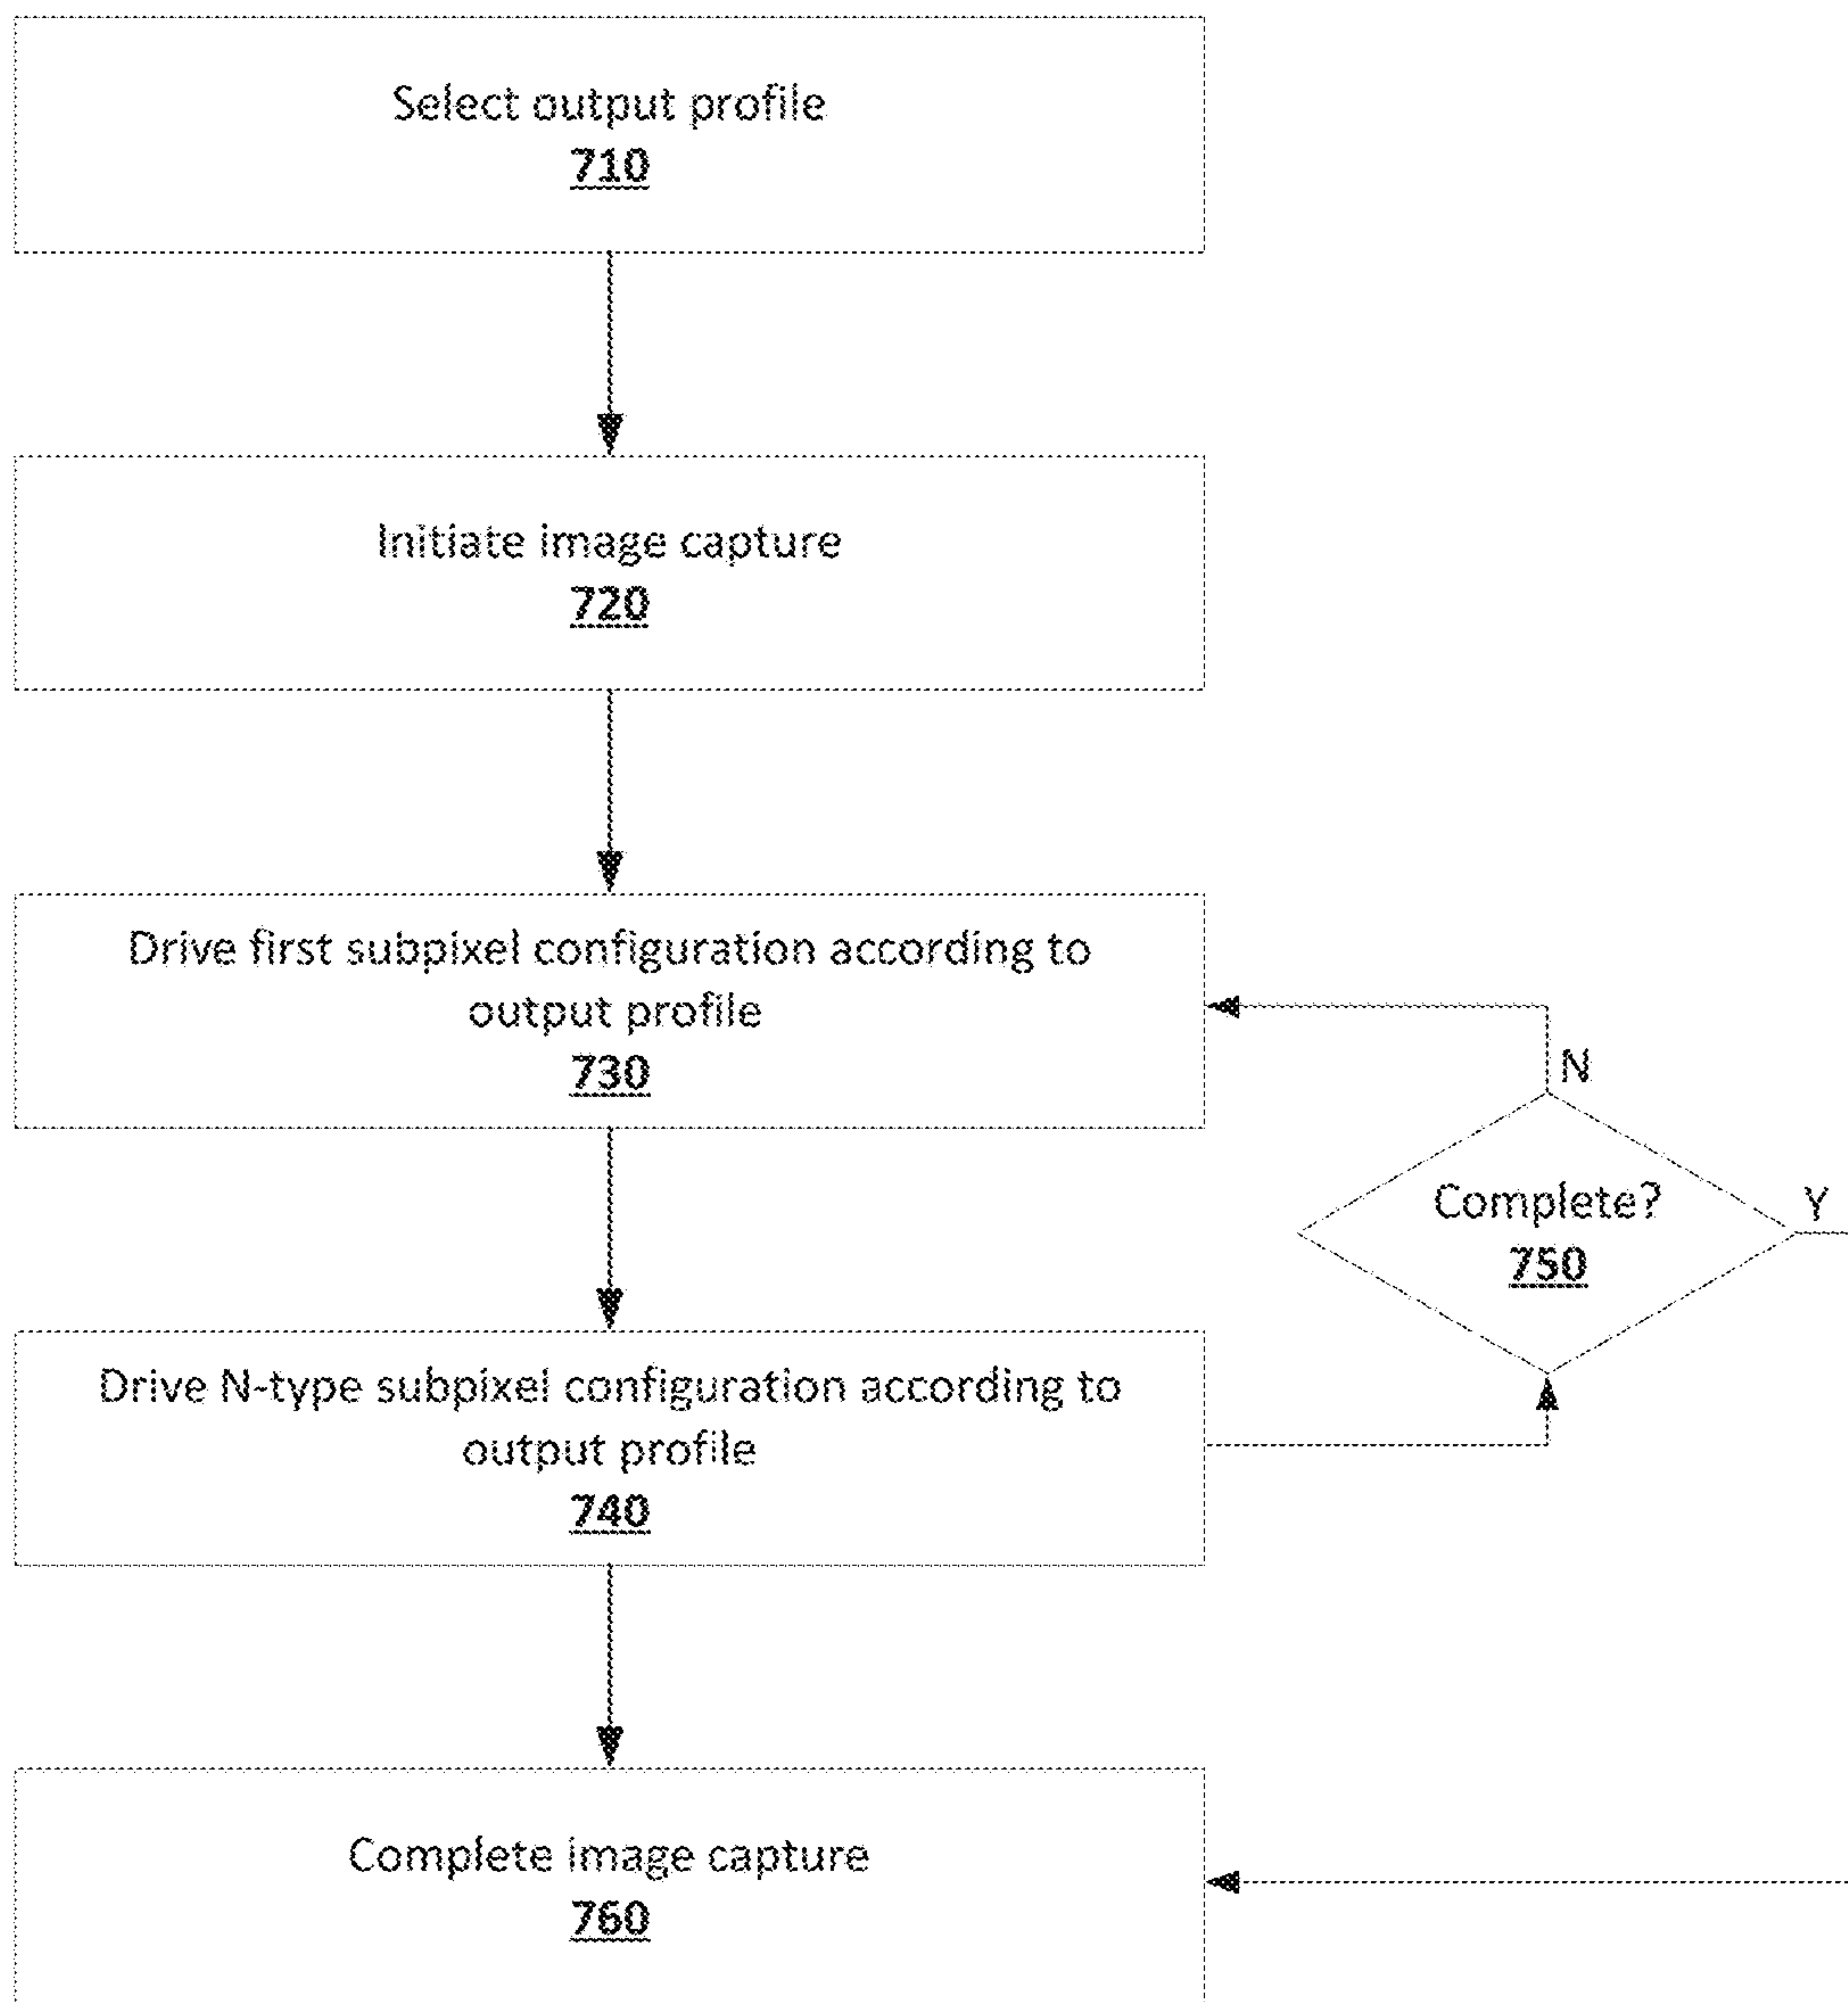 Select output profile
710
Initiate image capture
720
Drive first subpixel configuration according to
output profile
730
N
Complete?
750
Y
Drive N-type subpixel configuration according to
output profile
740
Complete image capture
760